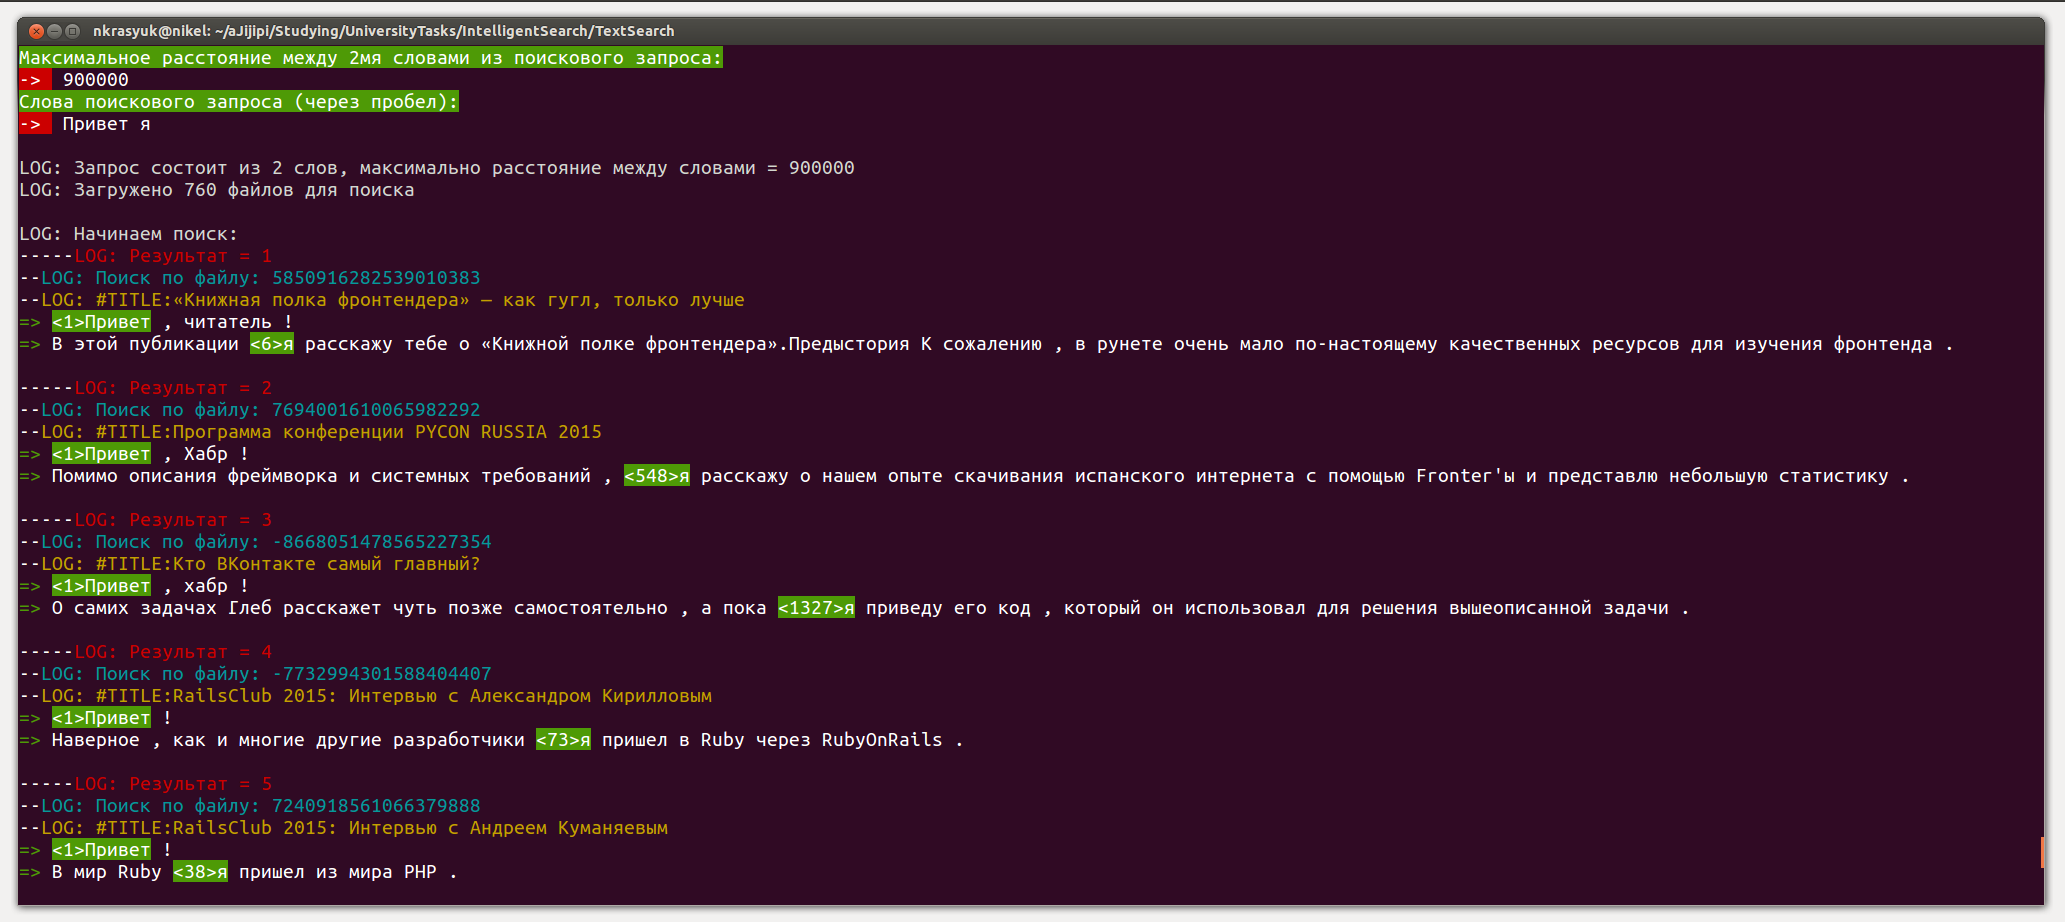 nkrasyuk@nikel: ~/aJijipi/Studying/UniversityTasks/IntelligentSearch/TextSearch
Максимальное расстояние между 2мя словами из поискового запроса:
-> 900000
Слова поискового запроса (через пробел):
-> Привет я
LOG: Запрос состоит из 2 слов, максимально расстояние между словами = 900000
LOG: Загружено 760 файлов для поиска
LOG: Начинаем поиск:
-----LOG: Результат = 1
--LOG: Поиск по файлу: 5850916282539010383
--LOG: #TITLE:«Книжная полка фронтендера» — как гугл, только лучше
=> <1>Привет , читатель !
=> В этой публикации <6>я расскажу тебе о «Книжной полке фронтендера».Предыстория К сожалению , в рунете очень мало по-настоящему качественных ресурсов для изучения фронтенда .
-----LOG: Результат = 2
--LOG: Поиск по файлу: 7694001610065982292
--LOG: #TITLE:Программа конференции PYCON RUSSIA 2015
=> <1>Привет , Хабр !
=> Помимо описания фреймворка и системных требований , <548>я расскажу о нашем опыте скачивания испанского интернета с помощью Fronter'ы и представлю небольшую статистику .
-----LOG: Результат = 3
--LOG: Поиск по файлу: -8668051478565227354
--LOG: #TITLE:Кто ВКонтакте самый главный?
=> <1>Привет , хабр !
=> О самих задачах Глеб расскажет чуть позже самостоятельно , а пока <1327>я приведу его код , который он использовал для решения вышеописанной задачи .
-----LOG: Результат = 4
--LOG: Поиск по файлу: -7732994301588404407
--LOG: #TITLE:RailsClub 2015: Интервью с Александром Кирилловым
=> <1>Привет !
=> Наверное , как и многие другие разработчики <73>я пришел в Ruby через RubyOnRails .
-----LOG: Результат = 5
--LOG: Поиск по файлу: 7240918561066379888
--LOG: #TITLE:RailsClub 2015: Интервью с Андреем Куманяевым
=> <1>Привет !
=> В мир Ruby <38>я пришел из мира PHP .